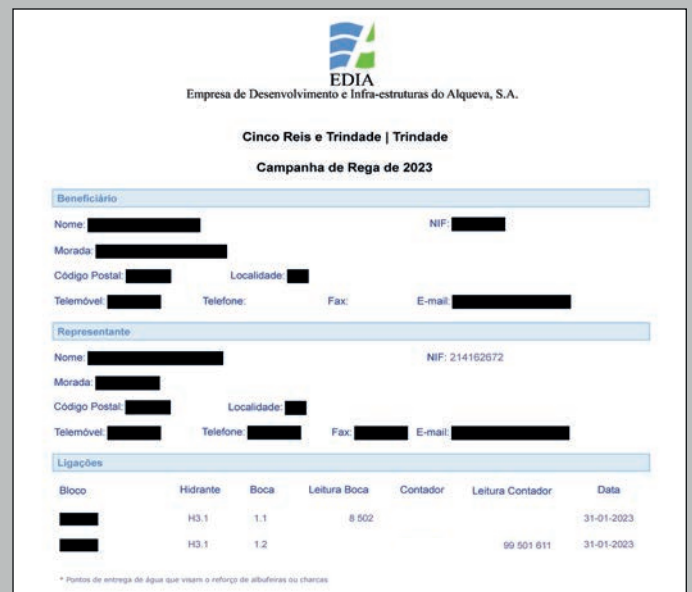 EDIA
Empresa de Desenvolvimento e Infra-estruturas do Alqueva, S.A.
Cinco Reis e Trindade | Trindade
Campanha de Rega de 2023
Beneficiário
Nome: NIF:
Morada:
Código Postal: Localidade:
Telemóvel: Telefone: Fax: E-mail:
Representante
Nome: NIF: 214162672
Morada:
Código Postal: Localidade:
Telemóvel: Telefone: Fax: E-mail:
Ligações
Bloco Hidrante Boca Leitura Boca Contador Leitura Contador Data
H3.1 1.1 8 502 31-01-2023
H3.1 1.2 99 501 611 31-01-2023
* Pontos de entrega de água que visam o reforço de albufeiras ou charcas